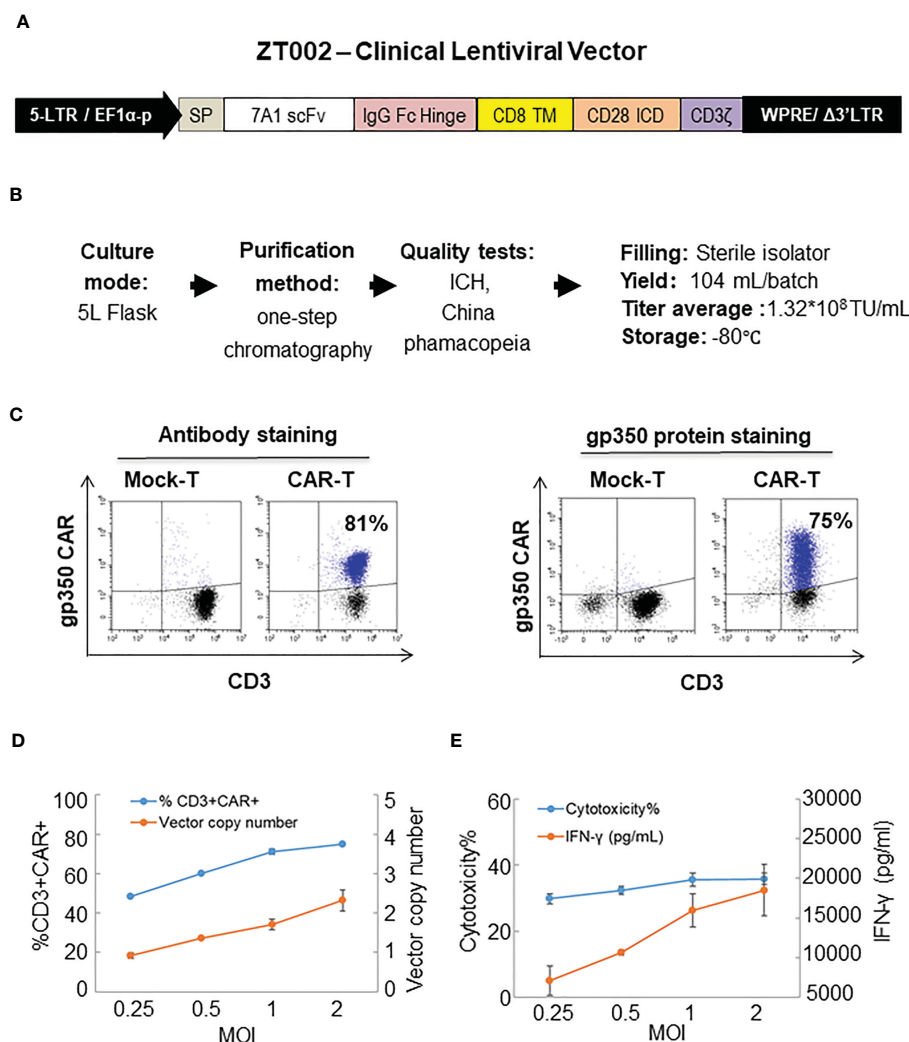 A
ZT002 – Clinical Lentiviral Vector
5-LTR / EF1α-p SP 7A1 scFv IgG Fc Hinge CD8 TM CD28 ICD CD3ζ WPRE/ Δ3'LTR
B
Culture
mode:
5L Flask
Purification
method:
one-step
chromatography
Quality tests:
ICH,
China
phamacopeia
Filling: Sterile isolator
Yield: 104 mL/batch
Titer average :1.32*10⁸TU/mL
Storage: -80℃
C
Antibody staining
Mock-T CAR-T
81%
gp350 CAR
CD3
gp350 protein staining
Mock-T CAR-T
75%
gp350 CAR
CD3
D
% CD3+CAR+
Vector copy number
%CD3+CAR+
100
80
60
40
20
0
Vector copy number
5
4
3
2
1
0
0.25 0.5 1 2
MOI
E
Cytotoxicity%
IFN-γ (pg/mL)
Cytotoxicity%
60
40
20
0
IFN-γ (pg/ml)
30000
25000
20000
15000
10000
5000
0.25 0.5 1 2
MOI